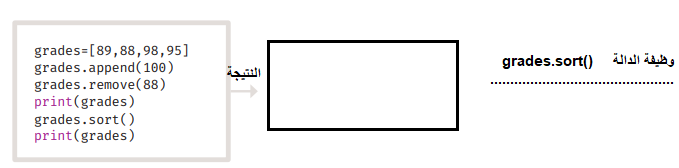 grades=[89,88,98,95]
grades.append(100)
grades.remove(88)
print(grades)
grades.sort()
print(grades)
النتيجة
وظيفة الدالة grades.sort()
................................................